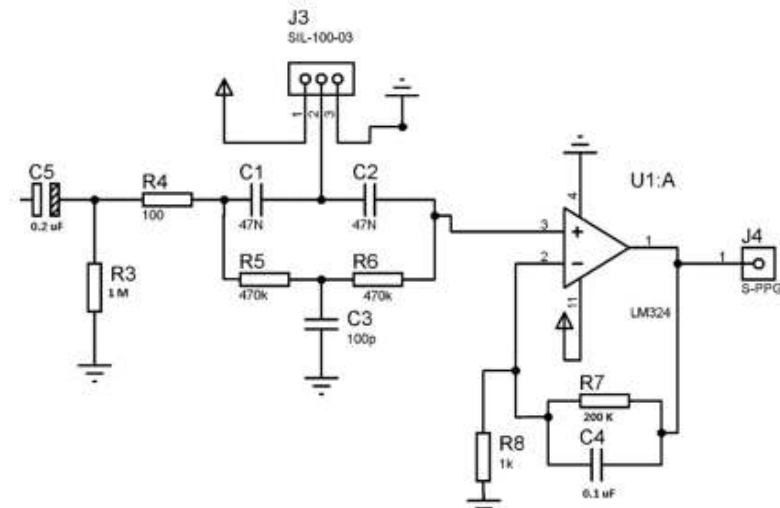 J3
SIL-100-03
1
2
3
C5
0.2 uF
R4
100
C1
47N
C2
47N
R3
1 M
R5
470k
R6
470k
C3
100p
U1:A
4
3
2
1
11
LM324
J4
1
S-PPG
R7
200 K
C4
0.1 uF
R8
1k